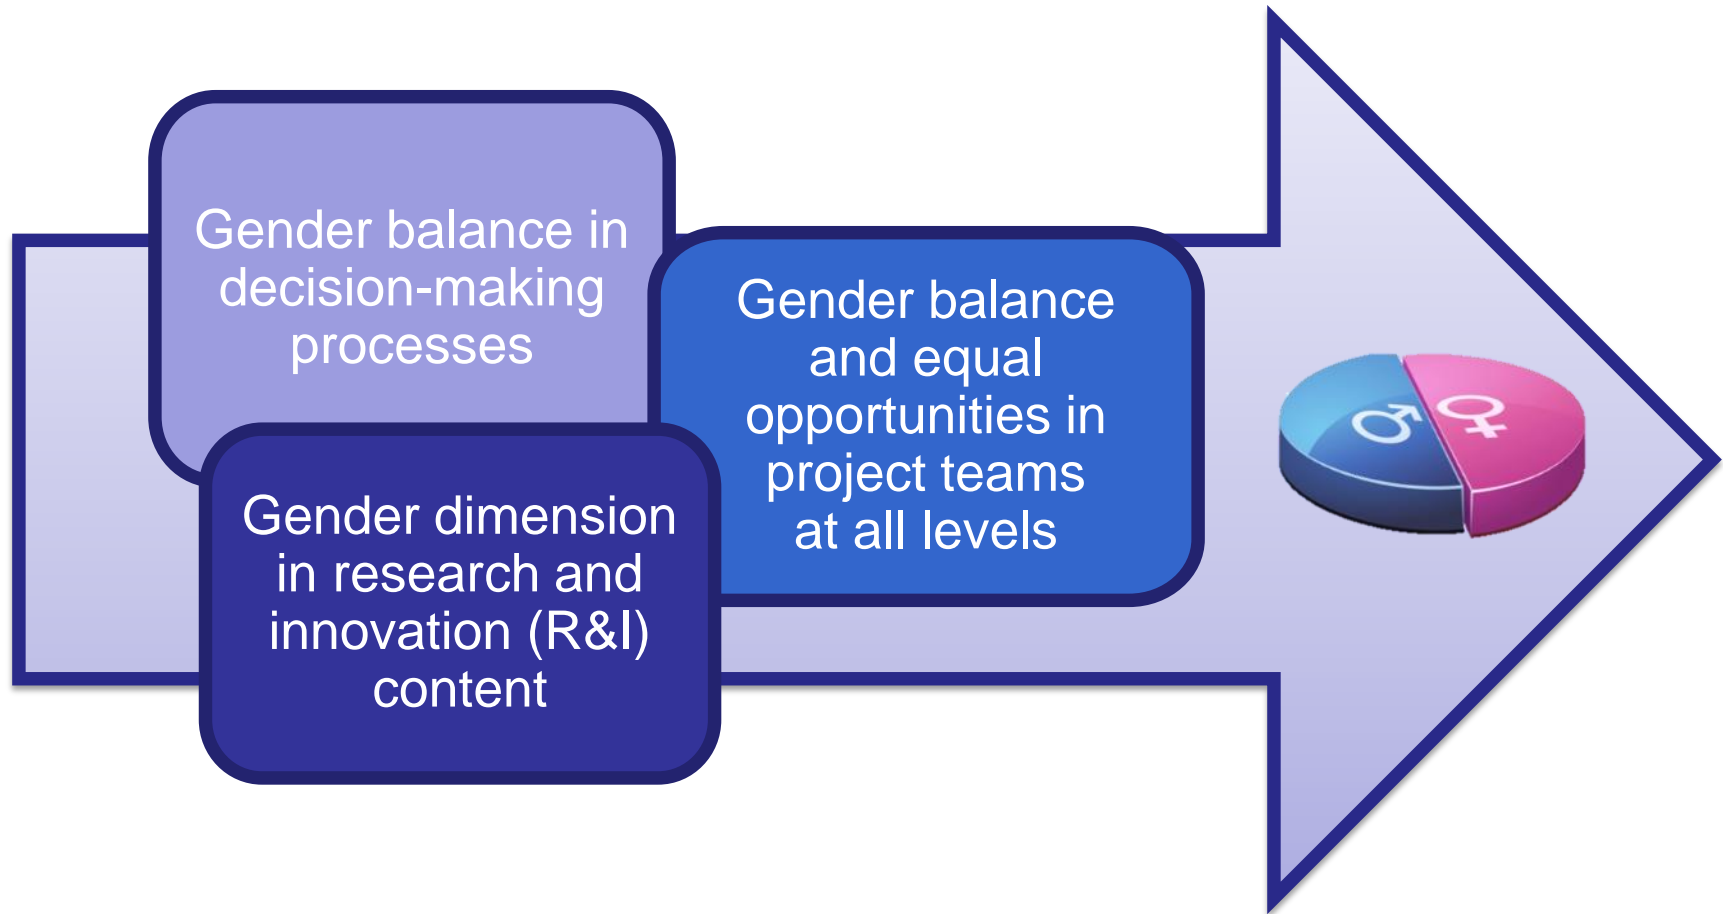 Gender balance in
decision-making
processes
Gender balance
and equal
opportunities in
project teams
at all levels
Gender dimension
in research and
innovation (R&I)
content